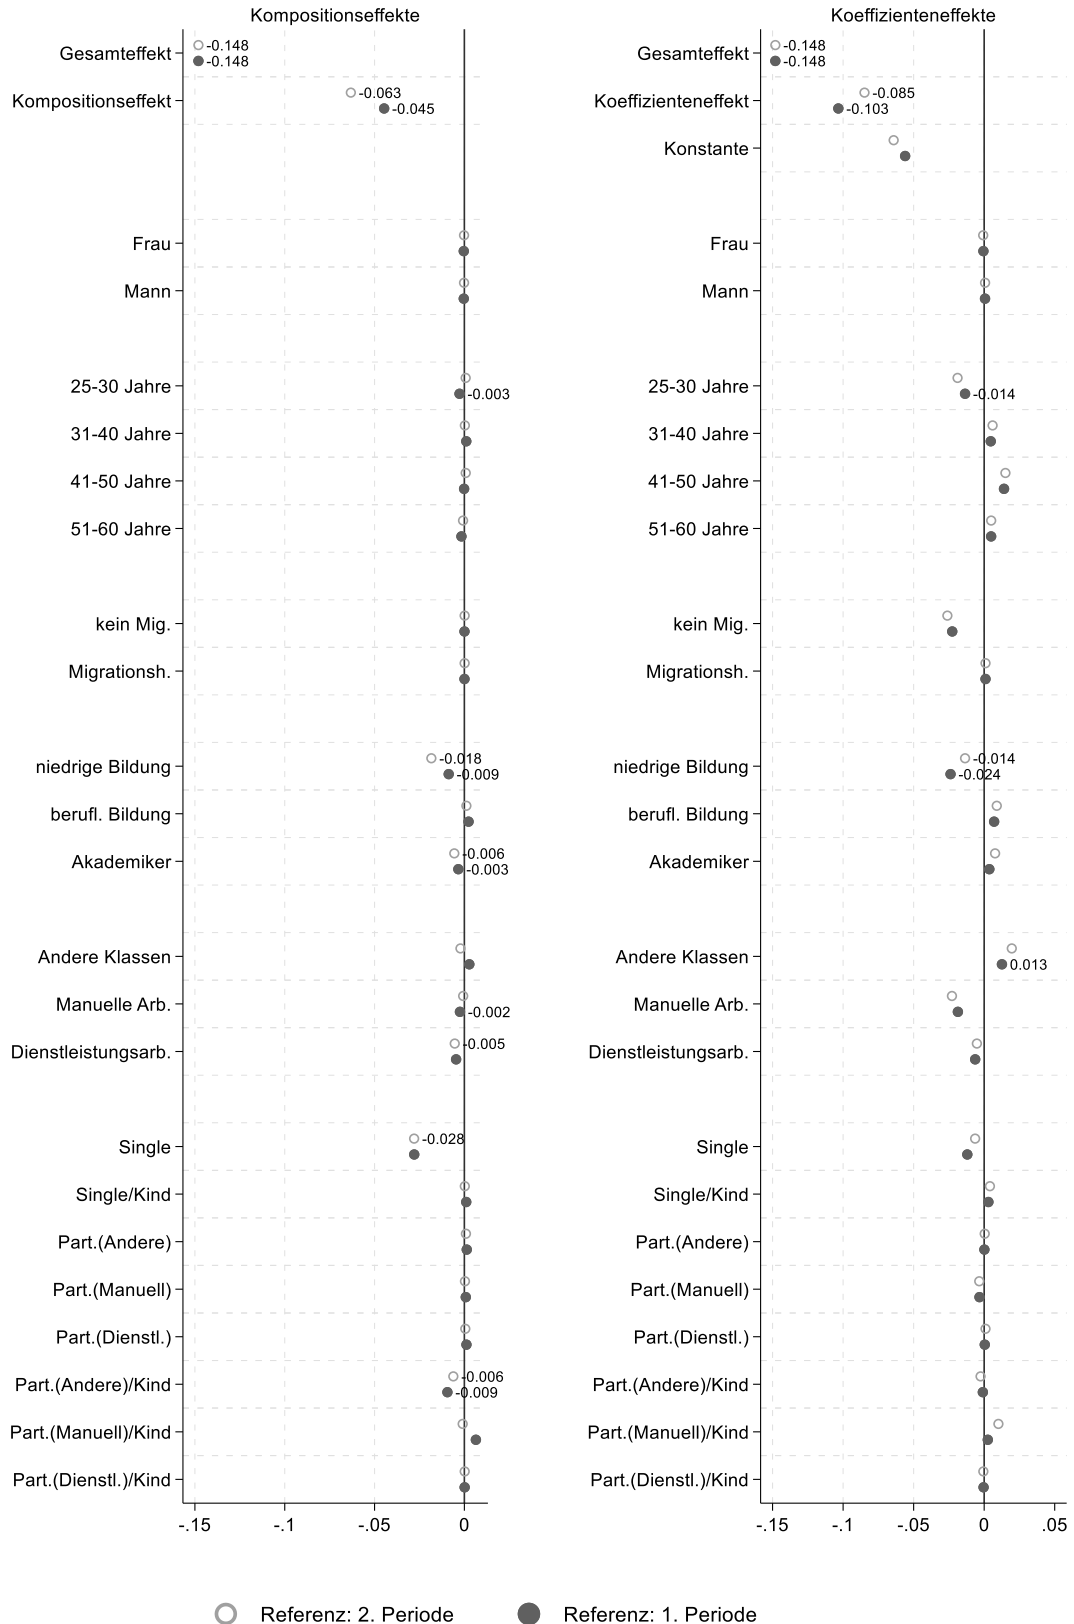 Kompositionseffekte
Gesamteffekt
-0.148
-0.148
Kompositionseffekt
-0.063
-0.045
Frau
Mann
25-30 Jahre
-0.003
31-40 Jahre
41-50 Jahre
51-60 Jahre
kein Mig.
Migrationsh.
niedrige Bildung
-0.018
-0.009
berufl. Bildung
Akademiker
-0.006
-0.003
Andere Klassen
Manuelle Arb.
-0.002
Dienstleistungsarb.
-0.005
Single
-0.028
Single/Kind
Part.(Andere)
Part.(Manuell)
Part.(Dienstl.)
Part.(Andere)/Kind
-0.006
-0.009
Part.(Manuell)/Kind
Part.(Dienstl.)/Kind
-.15 -.1 -.05 0
Koeffizienteneffekte
Gesamteffekt
-0.148
-0.148
Koeffizienteneffekt
-0.085
-0.103
Konstante
Frau
Mann
25-30 Jahre
-0.014
31-40 Jahre
41-50 Jahre
51-60 Jahre
kein Mig.
Migrationsh.
niedrige Bildung
-0.014
-0.024
berufl. Bildung
Akademiker
Andere Klassen
0.013
Manuelle Arb.
Dienstleistungsarb.
Single
Single/Kind
Part.(Andere)
Part.(Manuell)
Part.(Dienstl.)
Part.(Andere)/Kind
Part.(Manuell)/Kind
Part.(Dienstl.)/Kind
-.15 -.1 -.05 0 .05
Referenz: 2. Periode Referenz: 1. Periode